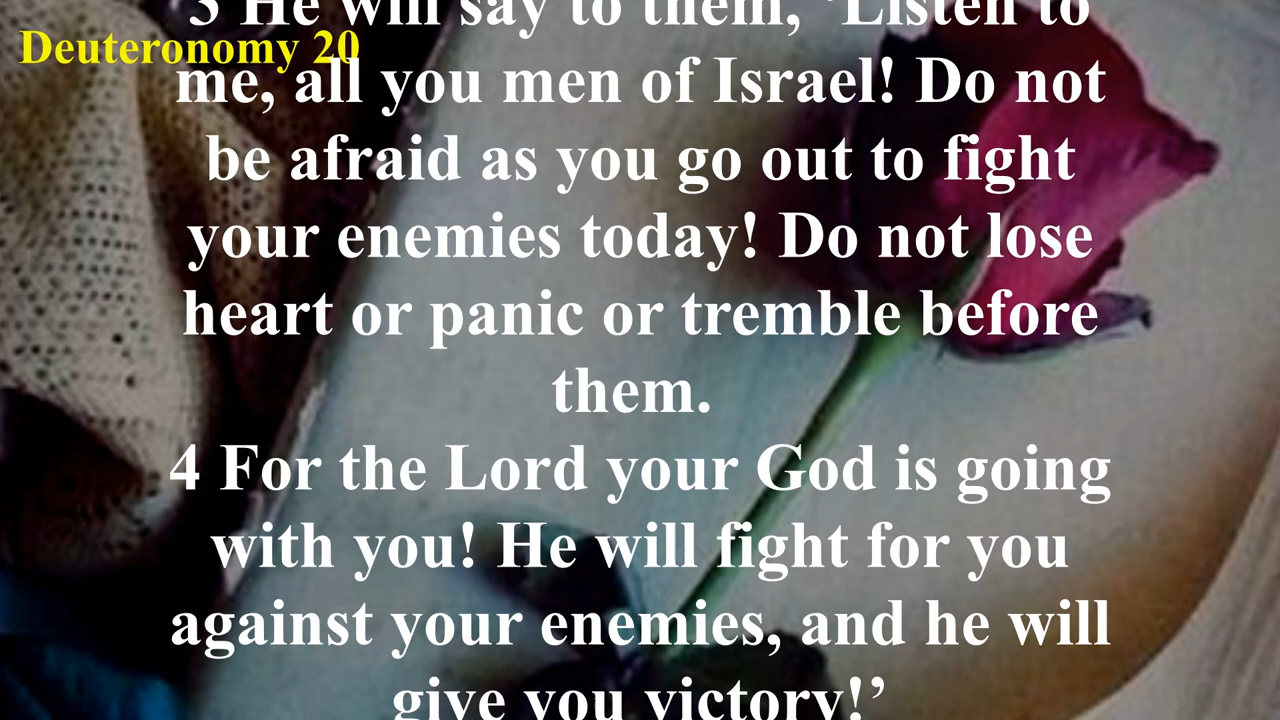 3 He will say to them, ‘Listen to
Deuteronomy 20
me, all you men of Israel! Do not
be afraid as you go out to fight
your enemies today! Do not lose
heart or panic or tremble before
them.
4 For the Lord your God is going
with you! He will fight for you
against your enemies, and he will
give you victory!’